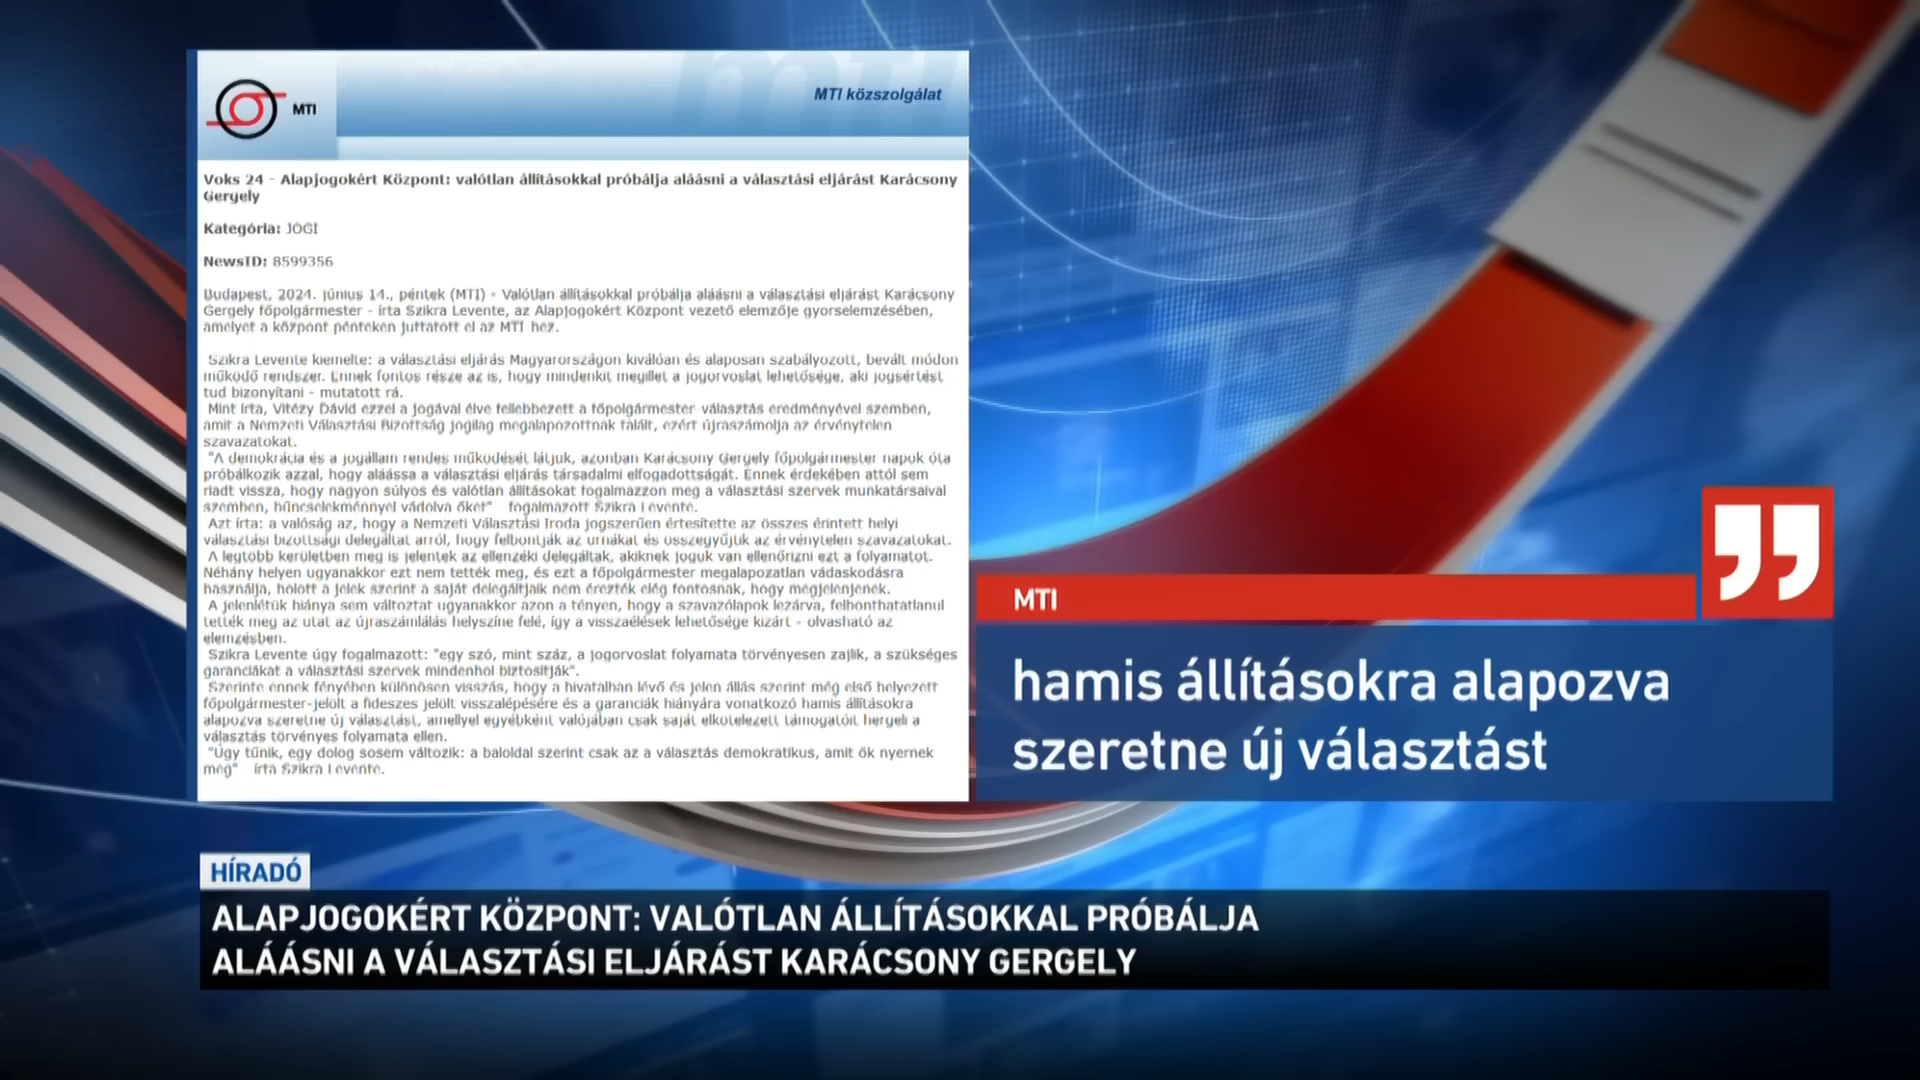 MTI
MTI közszolgálat
Voks 24 - Alapjogokért Központ: valótlan állításokkal próbálja aláásni a választási eljárást Karácsony
Gergely
Kategória: JOGI
NewsID: 8599356
Budapest, 2024. június 14., péntek (MTI) - Valótlan állításokkal próbálja aláásni a választási eljárást Karácsony
Gergely főpolgármester - írta Szikra Levente, az Alapjogokért Központ vezető elemzője gyorselemzésében,
amelyet a központ pénteken juttatott el az MTI-hez.
Szikra Levente kiemelte: a választási eljárás Magyarországon kiválóan és alaposan szabályozott, bevált módon
működő rendszer. Ennek fontos része az is, hogy mindenkit megillet a jogorvoslat lehetősége, aki jogsértést
tud bizonyítani - mutatott rá.
Mint írta, Vitézy Dávid ezzel a jogával élve fellebbezett a főpolgármester-választás eredményével szemben,
amit a Nemzeti Választási Bizottság jogilag megalapozottnak talált, ezért újraszámolja az érvénytelen
szavazatokat.
"A demokrácia és a jogállam rendes működését látjuk, azonban Karácsony Gergely főpolgármester napok óta
próbálkozik azzal, hogy aláássa a választási eljárás társadalmi elfogadottságát. Ennek érdekében attól sem
riadt vissza, hogy nagyon súlyos és valótlan állításokat fogalmazzon meg a választási szervek munkatársaival
szemben, bűncselekménnyel vádolva őket" - fogalmazott Szikra Levente.
Azt írta: a valóság az, hogy a Nemzeti Választási Iroda jogszerűen értesítette az összes érintett helyi
választási bizottsági delegáltat arról, hogy felbontják az urnákat és összegyűjtik az érvénytelen szavazatokat.
A legtöbb kerületben meg is jelentek az ellenzéki delegáltak, akiknek joguk van ellenőrizni ezt a folyamatot.
Néhány helyen ugyanakkor ezt nem tették meg, és ezt a főpolgármester megalapozatlan vádaskodásra
használja, holott a jelek szerint a saját delegáltjaik nem érezték elég fontosnak, hogy megjelenjenek.
A jelenlétük hiánya sem változtat ugyanakkor azon a tényen, hogy a szavazólapok lezárva, felbonthatatlanul
tették meg az utat az újraszámlálás helyszíne felé, így a visszaélések lehetősége kizárt - olvasható az
elemzésben.
Szikra Levente úgy fogalmazott: "egy szó, mint száz, a jogorvoslat folyamata törvényesen zajlik, a szükséges
garanciákat a választási szervek mindenhol biztosítják".
Szerinte ennek fényében különösen visszás, hogy a hivatalban lévő és jelen állás szerint még első helyezett
főpolgármester-jelölt a fideszes jelölt visszalépésére és a garanciák hiányára vonatkozó hamis állításokra
alapozva szeretne új választást, amellyel egyébként valójában csak saját elkötelezett támogatóit hergeli a
választás törvényes folyamata ellen.
"Úgy tűnik, egy dolog sosem változik: a baloldal szerint csak az a választás demokratikus, amit ők nyernek
meg" - írta Szikra Levente.
MTI
hamis állításokra alapozva
szeretne új választást
HÍRADÓ
ALAPJOGOKÉRT KÖZPONT: VALÓTLAN ÁLLÍTÁSOKKAL PRÓBÁLJA
ALÁÁSNI A VÁLASZTÁSI ELJÁRÁST KARÁCSONY GERGELY